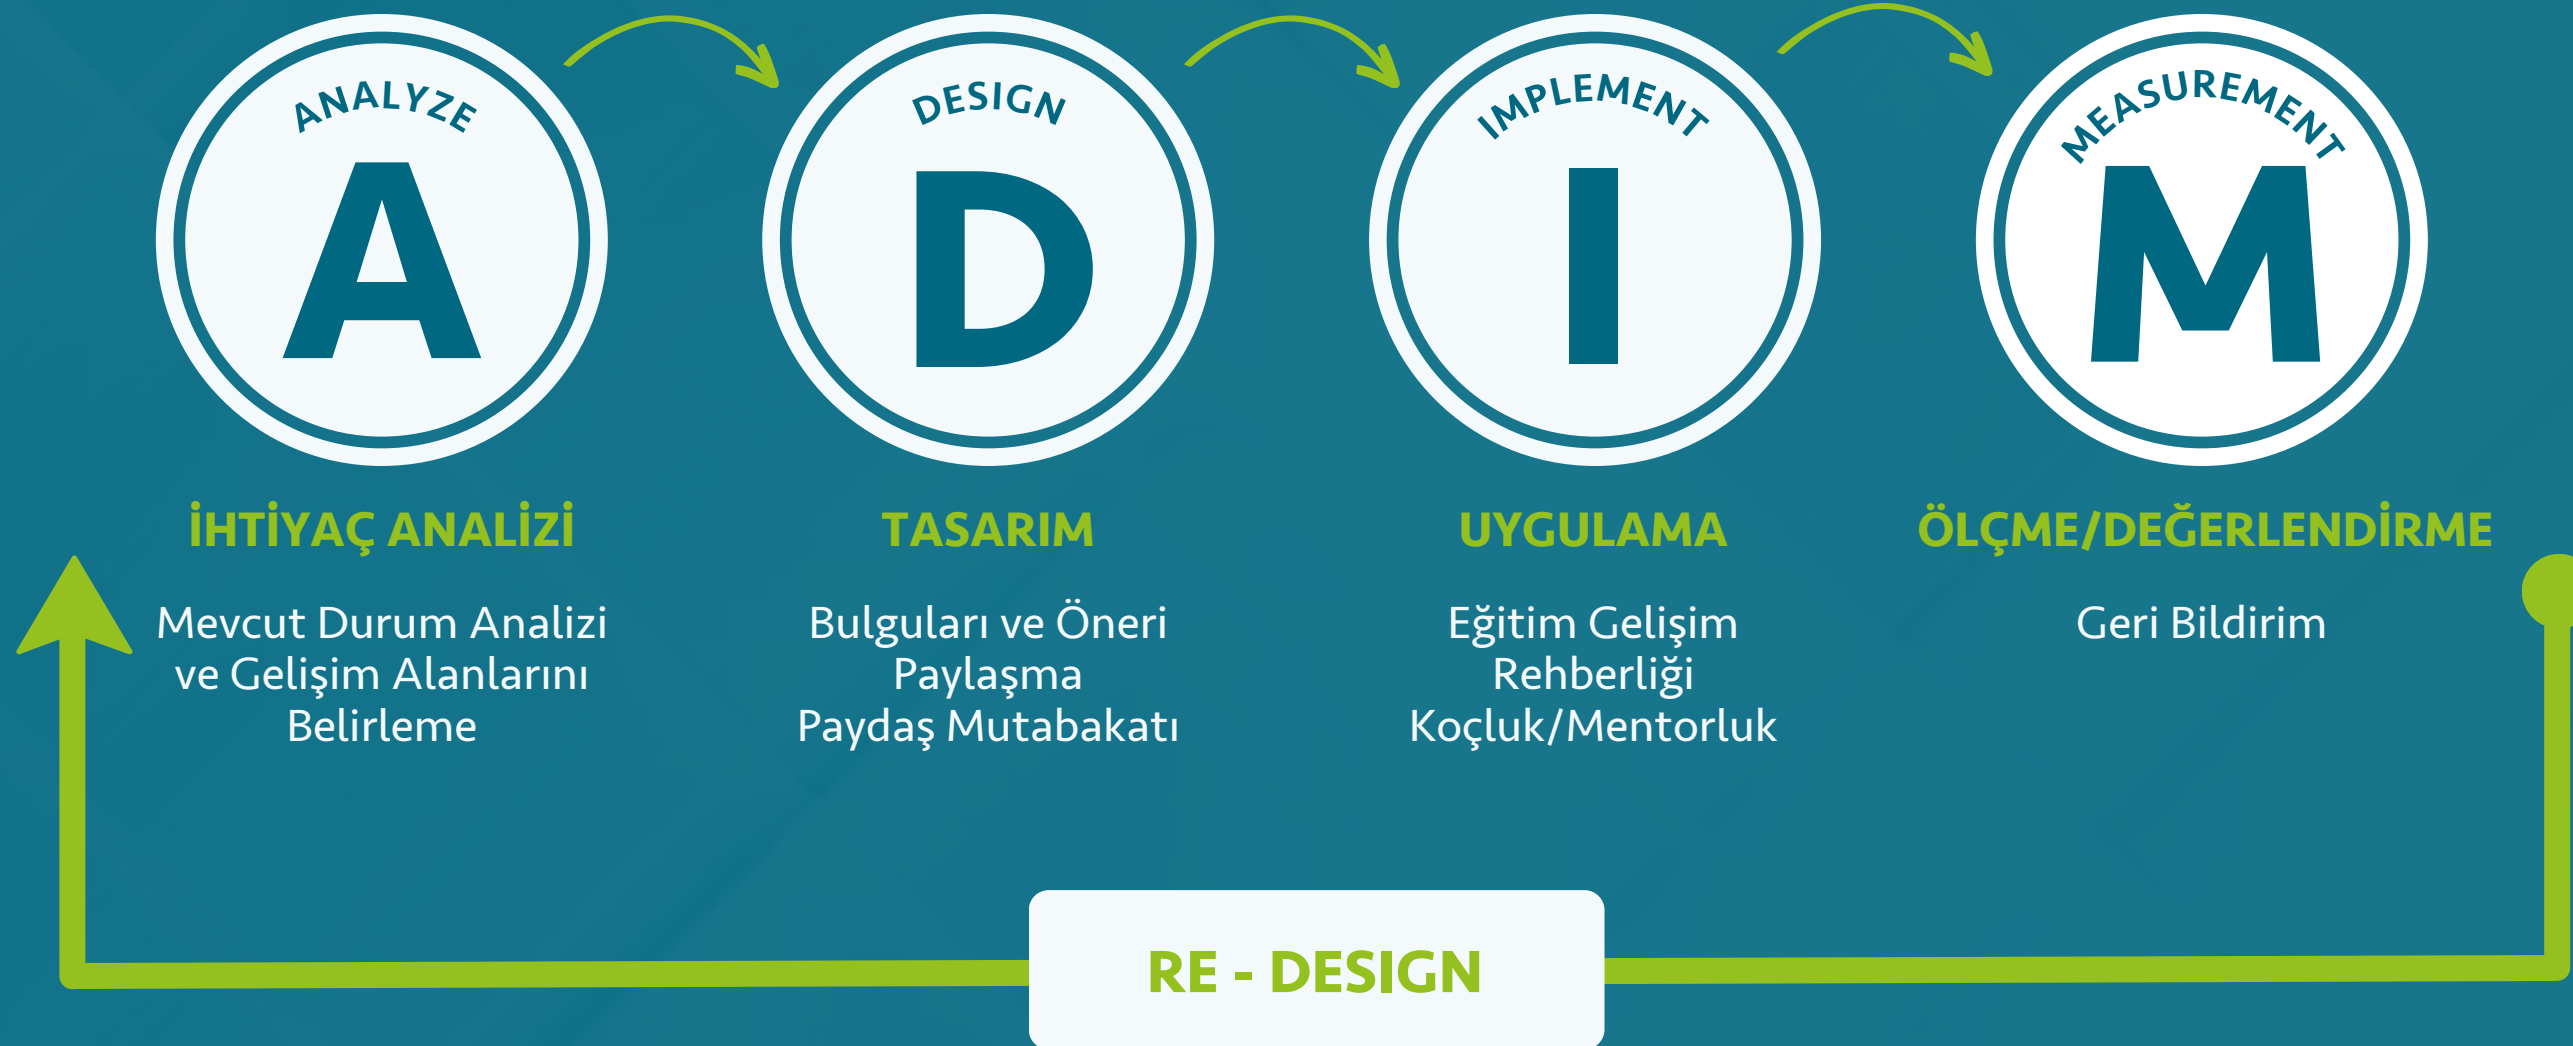 ANALYZE
A
İHTİYAÇ ANALİZİ
Mevcut Durum Analizi
ve Gelişim Alanlarını
Belirleme
DESIGN
D
TASARIM
Bulguları ve Öneri
Paylaşma
Paydaş Mutabakatı
IMPLEMENT
I
UYGULAMA
Eğitim Gelişim
Rehberliği
Koçluk/Mentorluk
MEASUREMENT
M
ÖLÇME/DEĞERLENDİRME
Geri Bildirim
RE - DESIGN